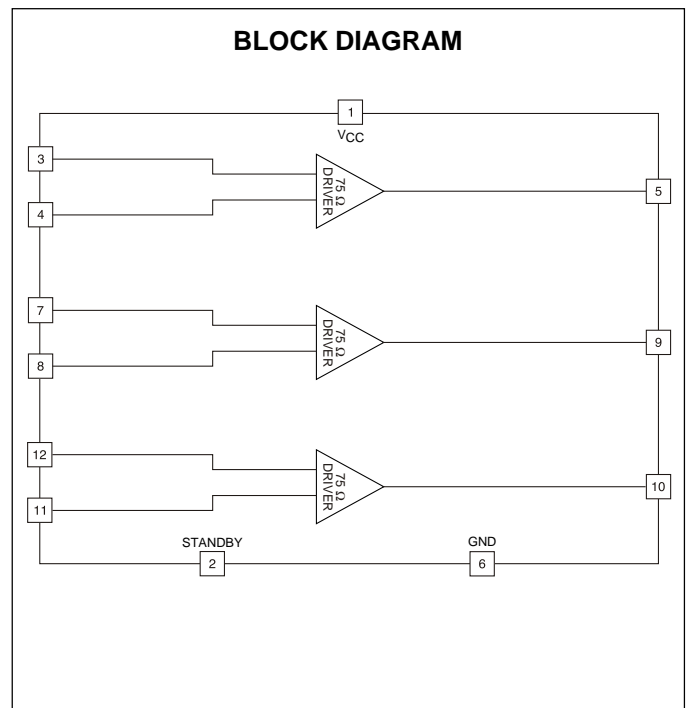 BLOCK DIAGRAM
1
VCC
3
75 Ω
DRIVER
4
5
7
75 Ω
DRIVER
8
9
12
75 Ω
DRIVER
11
10
STANDBY
2
GND
6